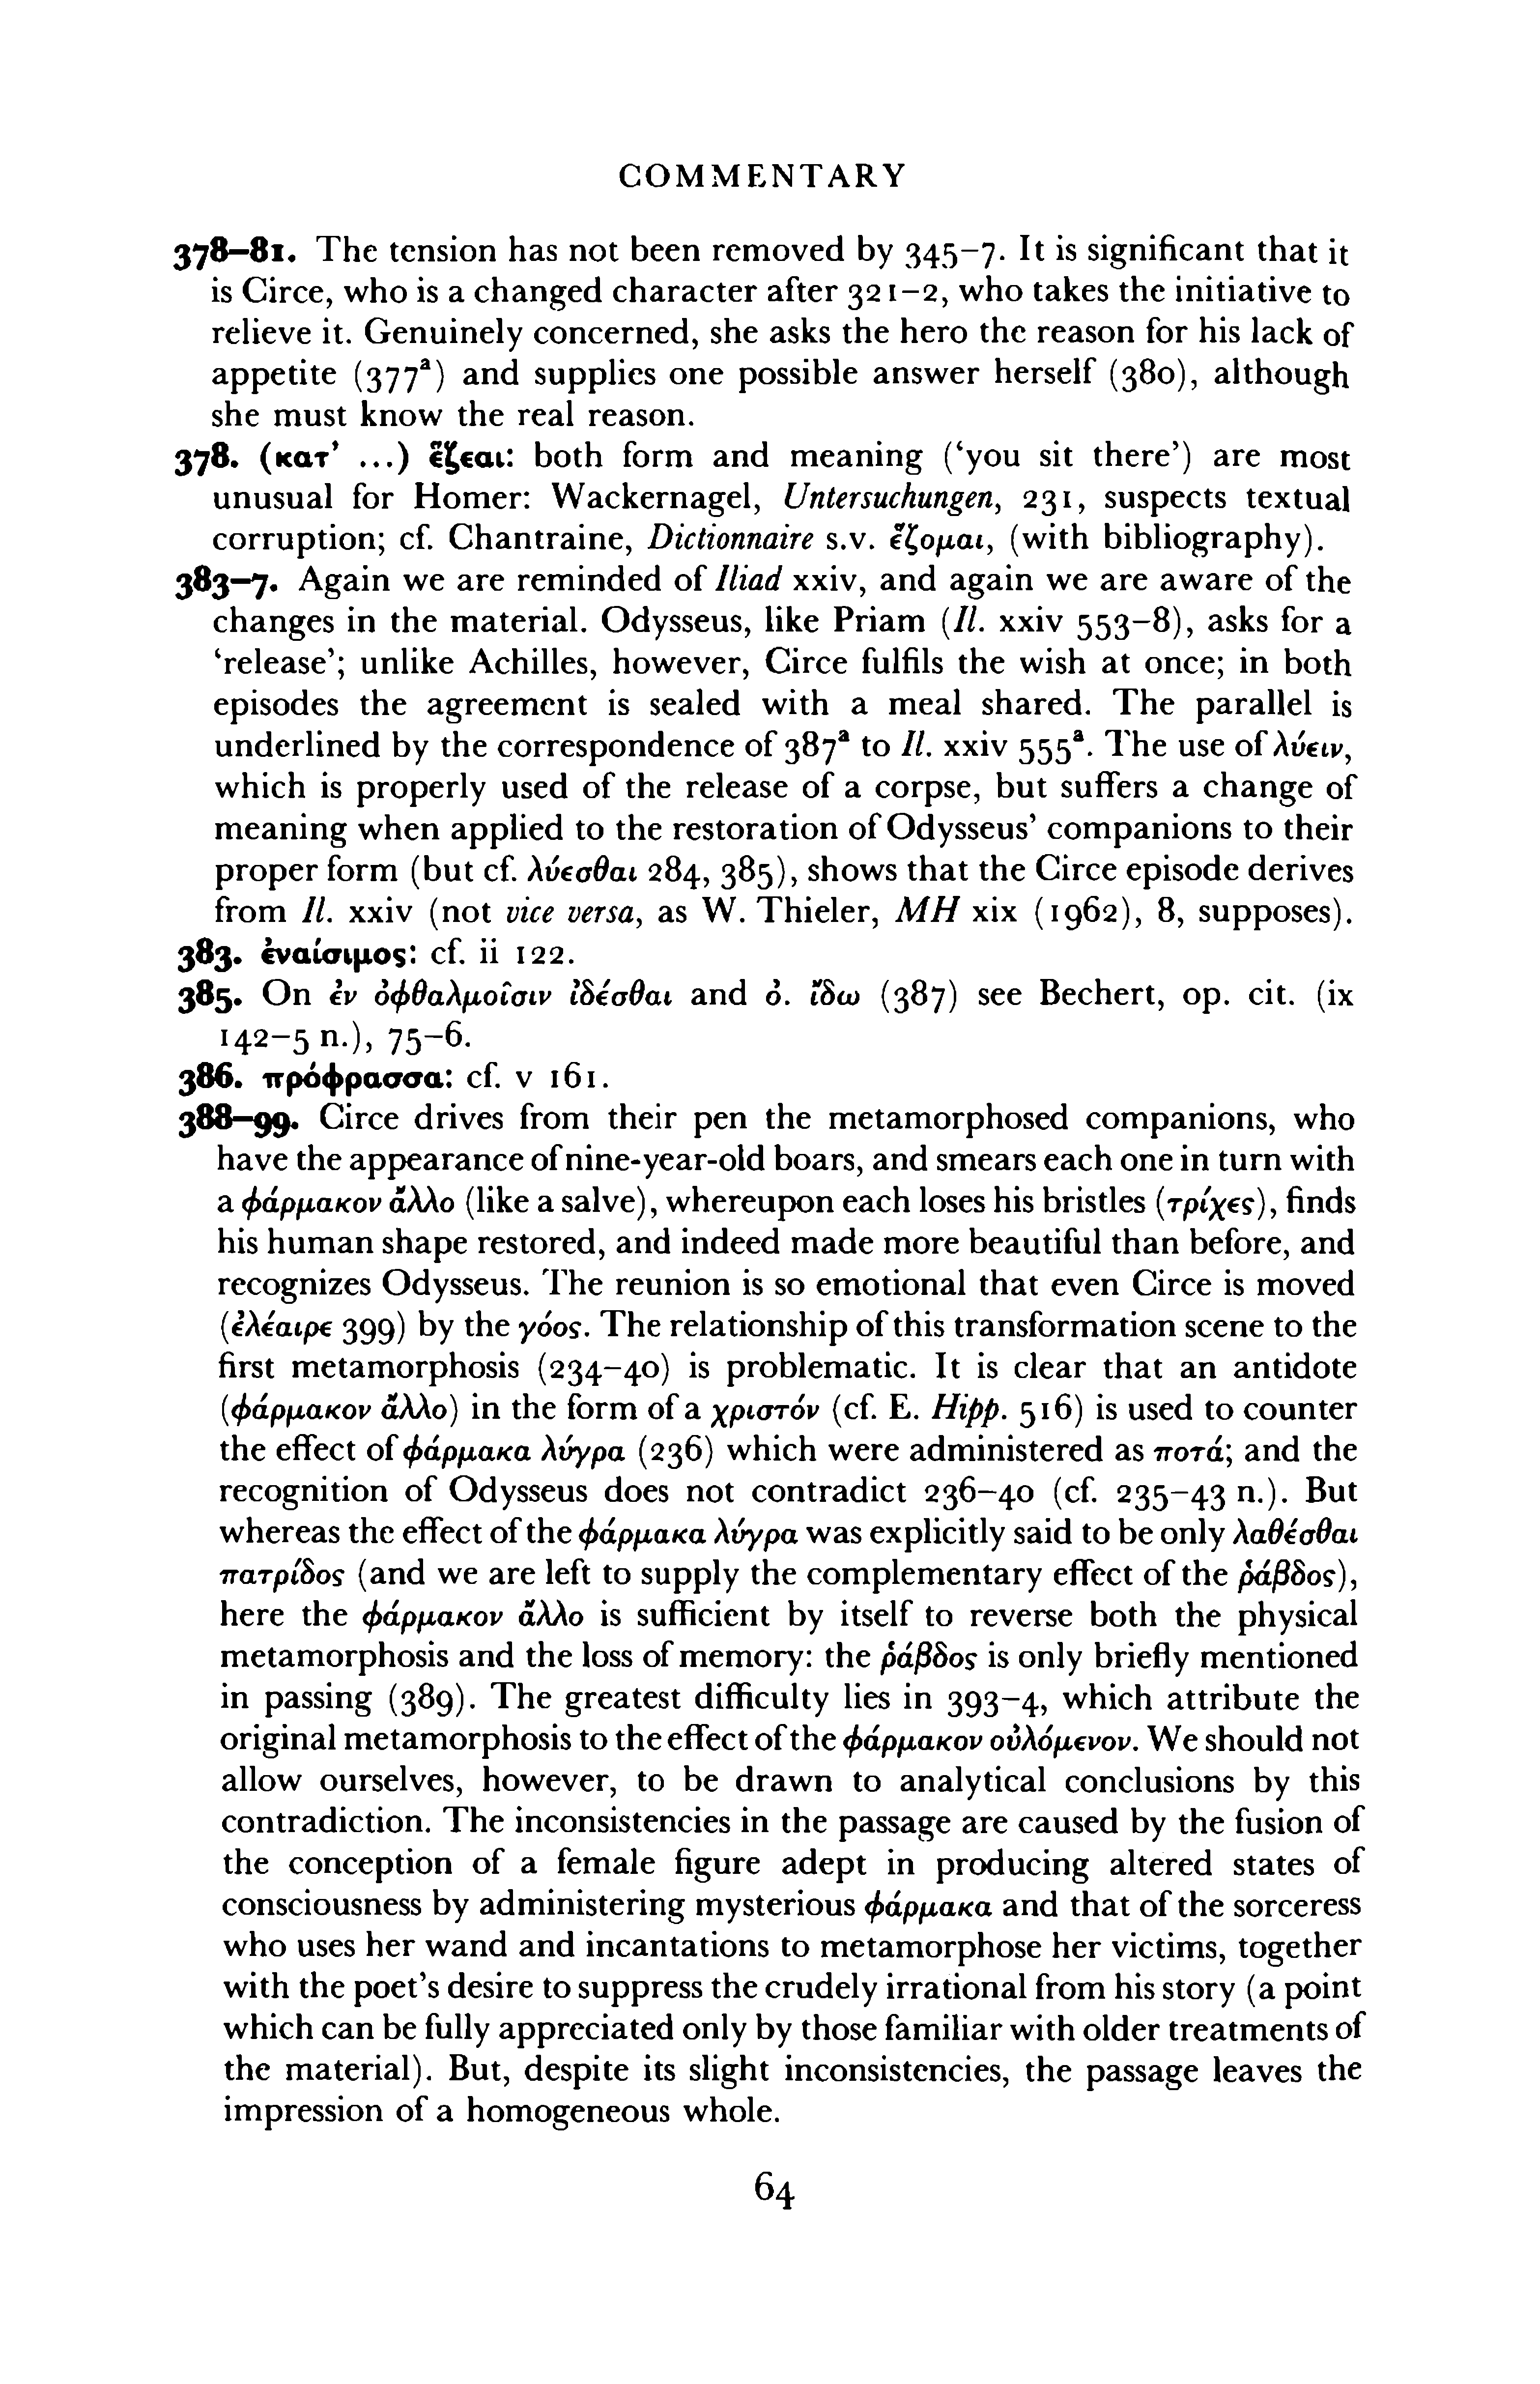 COMMENTARY
378–81. The tension has not been removed by 345–7. It is significant that it
is Circe, who is a changed character after 321–2, who takes the initiative to
relieve it. Genuinely concerned, she asks the hero the reason for his lack of
appetite (377ª) and supplies one possible answer herself (380), although
she must know the real reason.
378. (κατ' ...) ἕζεαι: both form and meaning (‘you sit there’) are most
unusual for Homer: Wackernagel, Untersuchungen, 231, suspects textual
corruption; cf. Chantraine, Dictionnaire s.v. ἕζομαι, (with bibliography).
383–7. Again we are reminded of Iliad xxiv, and again we are aware of the
changes in the material. Odysseus, like Priam (Il. xxiv 553–8), asks for a
‘release’; unlike Achilles, however, Circe fulfils the wish at once; in both
episodes the agreement is sealed with a meal shared. The parallel is
underlined by the correspondence of 387ª to Il. xxiv 555ª. The use of λύειν,
which is properly used of the release of a corpse, but suffers a change of
meaning when applied to the restoration of Odysseus’ companions to their
proper form (but cf. λύεσθαι 284, 385), shows that the Circe episode derives
from Il. xxiv (not vice versa, as W. Thieler, MH xix (1962), 8, supposes).
383. ἐναίσιμος: cf. ii 122.
385. On ἐν ὀφθαλμοῖσιν ἰδέσθαι and ὀ. ἴδω (387) see Bechert, op. cit. (ix
142–5 n.), 75–6.
386. πρόφρασσα: cf. v 161.
388–99. Circe drives from their pen the metamorphosed companions, who
have the appearance of nine-year-old boars, and smears each one in turn with
a φάρμακον ἄλλο (like a salve), whereupon each loses his bristles (τρίχες), finds
his human shape restored, and indeed made more beautiful than before, and
recognizes Odysseus. The reunion is so emotional that even Circe is moved
(ἐλέαιρε 399) by the γόος. The relationship of this transformation scene to the
first metamorphosis (234–40) is problematic. It is clear that an antidote
(φάρμακον ἄλλο) in the form of a χριστόν (cf. E. Hipp. 516) is used to counter
the effect of φάρμακα λύγρα (236) which were administered as ποτά; and the
recognition of Odysseus does not contradict 236–40 (cf. 235–43 n.). But
whereas the effect of the φάρμακα λύγρα was explicitly said to be only λαθέσθαι
πατρίδος (and we are left to supply the complementary effect of the ῥάβδος),
here the φάρμακον ἄλλο is sufficient by itself to reverse both the physical
metamorphosis and the loss of memory: the ῥάβδος is only briefly mentioned
in passing (389). The greatest difficulty lies in 393–4, which attribute the
original metamorphosis to the effect of the φάρμακον οὐλόμενον. We should not
allow ourselves, however, to be drawn to analytical conclusions by this
contradiction. The inconsistencies in the passage are caused by the fusion of
the conception of a female figure adept in producing altered states of
consciousness by administering mysterious φάρμακα and that of the sorceress
who uses her wand and incantations to metamorphose her victims, together
with the poet’s desire to suppress the crudely irrational from his story (a point
which can be fully appreciated only by those familiar with older treatments of
the material). But, despite its slight inconsistencies, the passage leaves the
impression of a homogeneous whole.
64